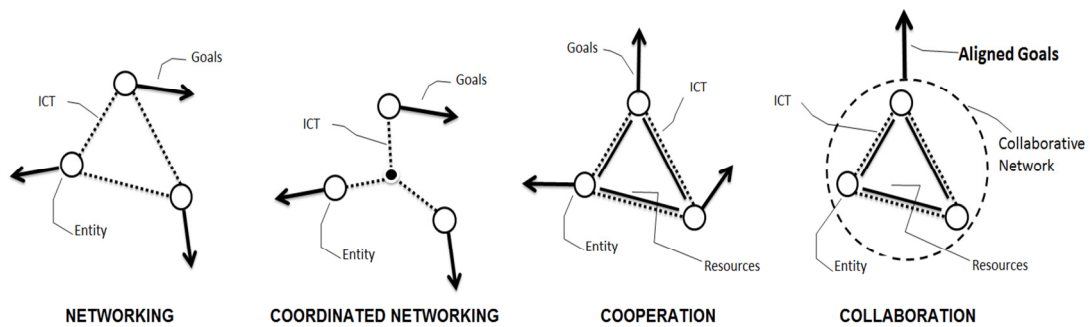 Goals
ICT
Entity
NETWORKING
Goals
ICT
Entity
COORDINATED NETWORKING
Goals
ICT
Entity
Resources
COOPERATION
Aligned Goals
ICT
Collaborative
Network
Entity
Resources
COLLABORATION